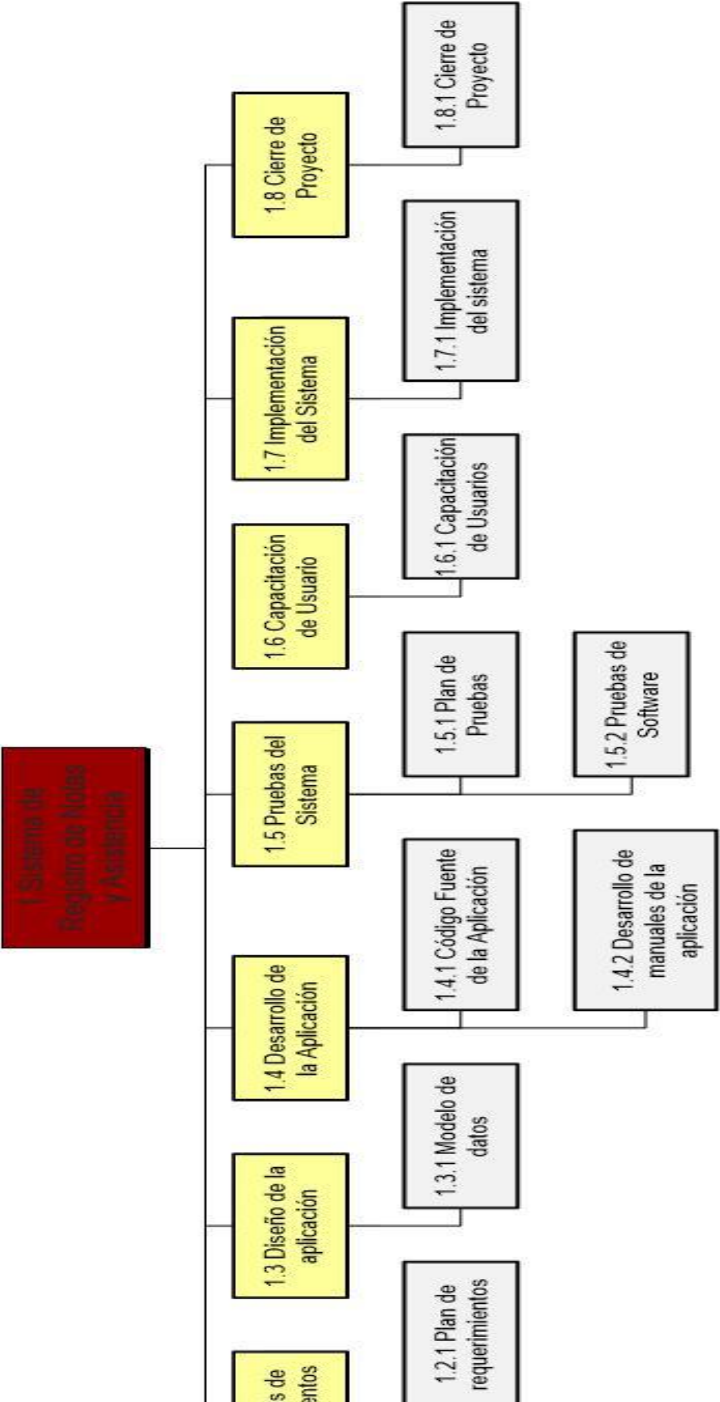 1.Sistema de
Registro de Notas
y Asistencia
s de
entos
1.3 Diseño de la
aplicación
1.4 Desarrollo de
la Aplicación
1.5 Pruebas del
Sistema
1.6 Capacitación
de Usuario
1.7 Implementación
del Sistema
1.8 Cierre de
Proyecto
1.2.1 Plan de
requerimientos
1.3.1 Modelo de
datos
1.4.1 Código Fuente
de la Aplicación
1.4.2 Desarrollo de
manuales de la
aplicación
1.5.1 Plan de
Pruebas
1.5.2 Pruebas de
Software
1.6.1 Capacitación
de Usuarios
1.7.1 Implementación
del sistema
1.8.1 Cierre de
Proyecto